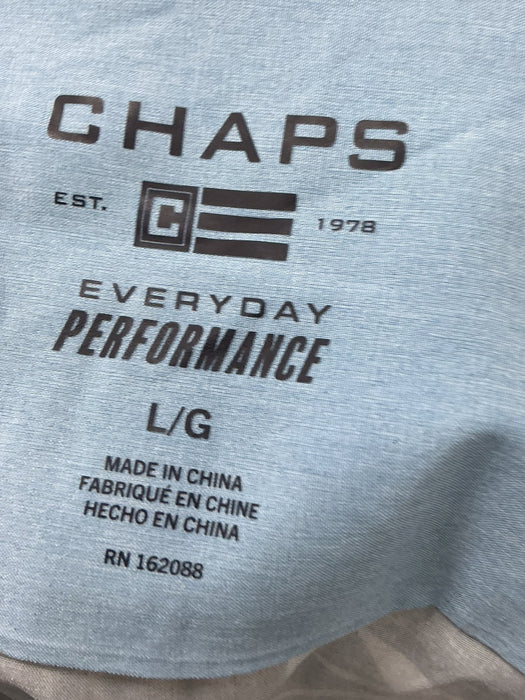 CHAPS
EST. C 1978
EVERYDAY
PERFORMANCE
L/G
MADE IN CHINA
FABRIQUÉ EN CHINE
HECHO EN CHINA
RN 162088